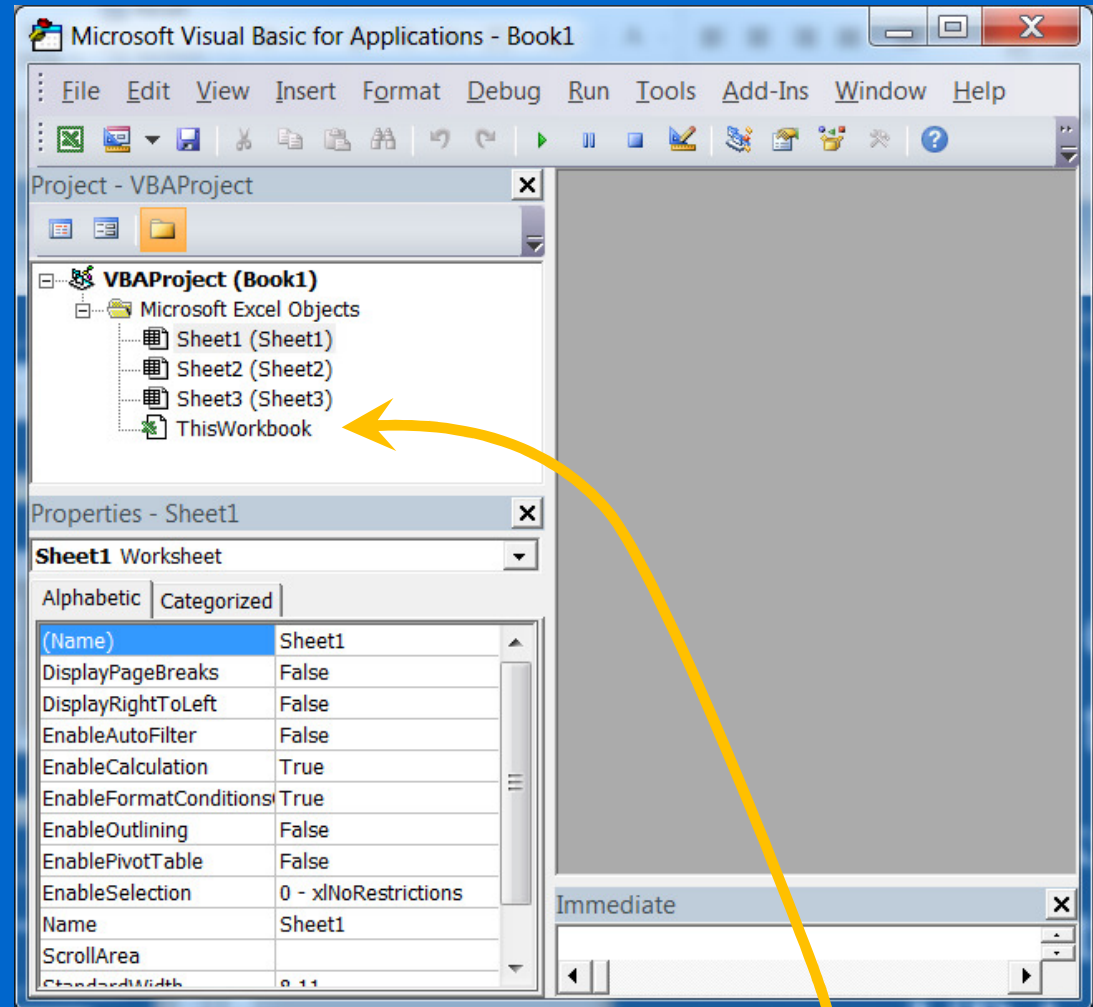 Microsoft Visual Basic for Applications - Book1
File Edit View Insert Format Debug Run Tools Add-Ins Window Help
Project - VBAProject
VBAProject (Book1)
Microsoft Excel Objects
Sheet1 (Sheet1)
Sheet2 (Sheet2)
Sheet3 (Sheet3)
ThisWorkbook
Properties - Sheet1
Sheet1 Worksheet
Alphabetic Categorized
(Name) Sheet1
DisplayPageBreaks False
DisplayRightToLeft False
EnableAutoFilter False
EnableCalculation True
EnableFormatConditions True
EnableOutlining False
EnablePivotTable False
EnableSelection 0 - xlNoRestrictions
Name Sheet1
ScrollArea
StandardWidth 8.11
Immediate